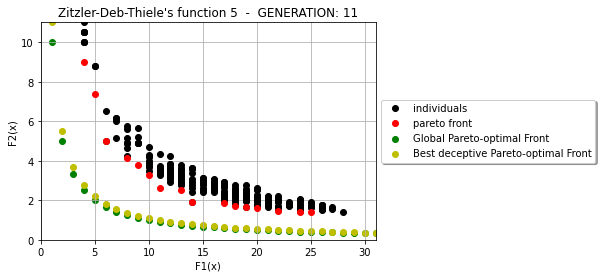 Zitzler-Deb-Thiele's function 5 - GENERATION: 11
10
8
6
4
2
0
F2(x)
0 5 10 15 20 25 30
F1(x)
individuals
pareto front
Global Pareto-optimal Front
Best deceptive Pareto-optimal Front